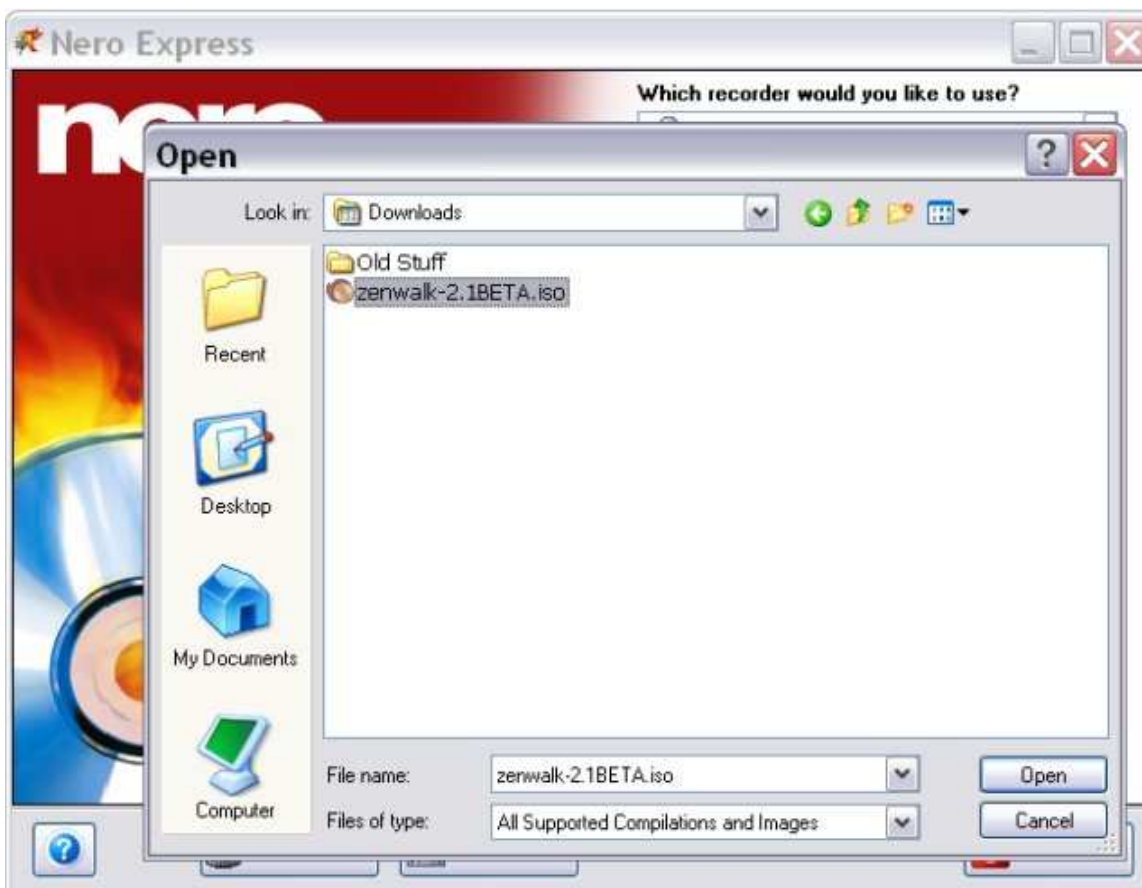 Nero Express
Which recorder would you like to use?
Open
Look in:
Downloads
Old Stuff
zenwalk-2.1BETA.iso
Recent
Desktop
My Documents
Computer
File name:
zenwalk-2.1BETA.iso
Open
Files of type:
All Supported Compilations and Images
Cancel